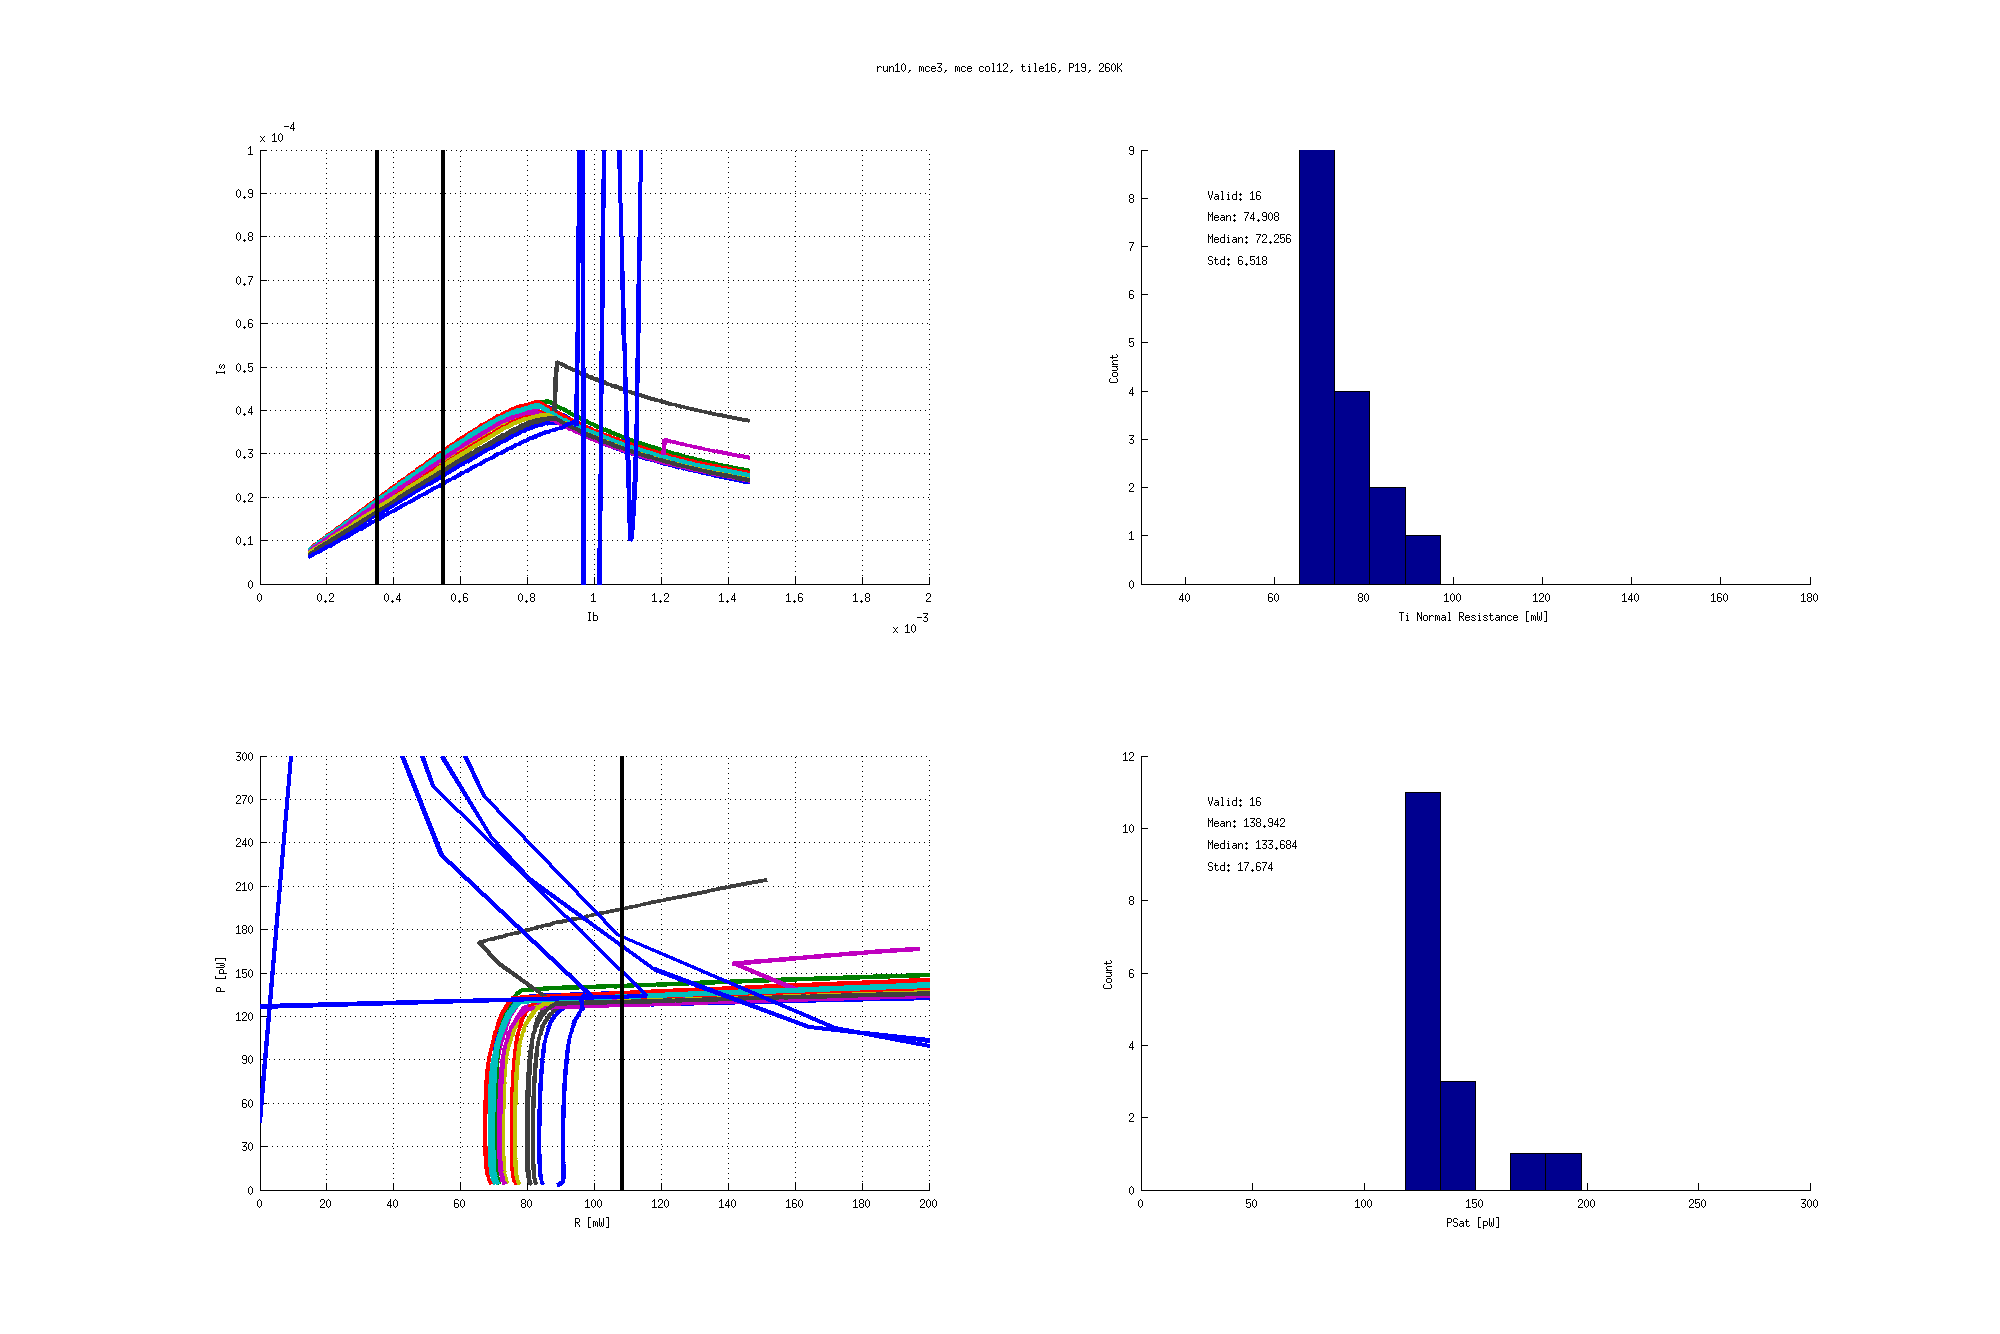 run10, mce3, mce col12, tile16, P19, 260K
x 10^-4
1
0.9
0.8
0.7
0.6
0.5
0.4
0.3
0.2
0.1
0
Is
0 0.2 0.4 0.6 0.8 1 1.2 1.4 1.6 1.8 2
Ib
x 10^-3
9
8
7
6
5
4
3
2
1
0
Count
Valid: 16
Mean: 74.908
Median: 72.256
Std: 6.518
40 60 80 100 120 140 160 180
Ti Normal Resistance [mW]
300
270
240
210
180
150
120
90
60
30
0
P [pW]
0 20 40 60 80 100 120 140 160 180 200
R [mW]
12
10
8
6
4
2
0
Count
Valid: 16
Mean: 138.942
Median: 133.684
Std: 17.674
0 50 100 150 200 250 300
PSat [pW]